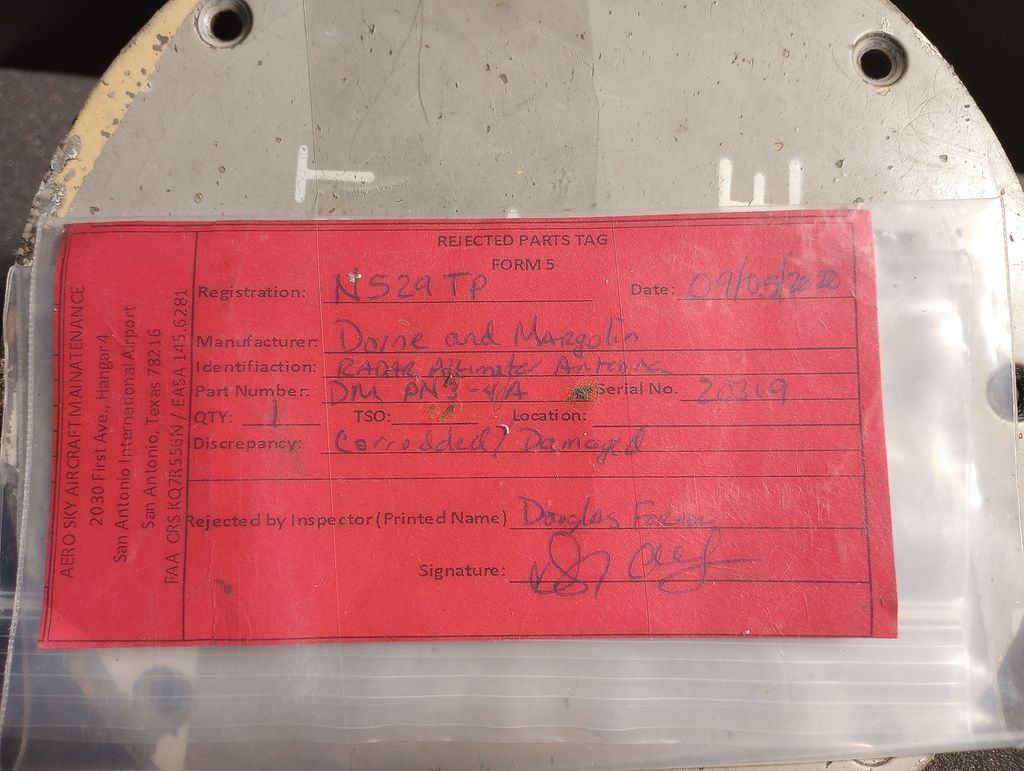 T E
REJECTED PARTS TAG
FORM 5
Registration: N529TP Date: 09/05/2020
Manufacturer: Dorne and Margolin
Identifiaction: RADAR Altimeter Antenna
Part Number: DM PN3-4/A Serial No. 20319
QTY: 1 TSO: Location:
Discrepancy: Corrodded/Damaged
Rejected by Inspector (Printed Name) Douglas
Signature:
AERO SKY AIRCRAFT MAINATENANCE
2030 First Ave., Hangar 4
San Antonio International Airport
San Antonio, Texas 78216
FAA CRS KQ7R556N / EASA 145.6281